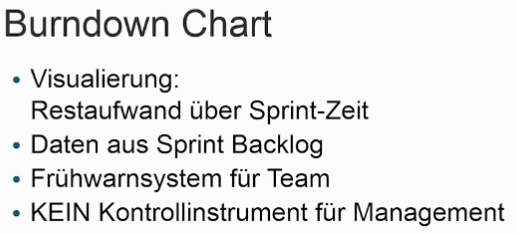 Burndown Chart
• Visualierung:
Restaufwand über Sprint-Zeit
• Daten aus Sprint Backlog
• Frühwarnsystem für Team
• KEIN Kontrollinstrument für Management